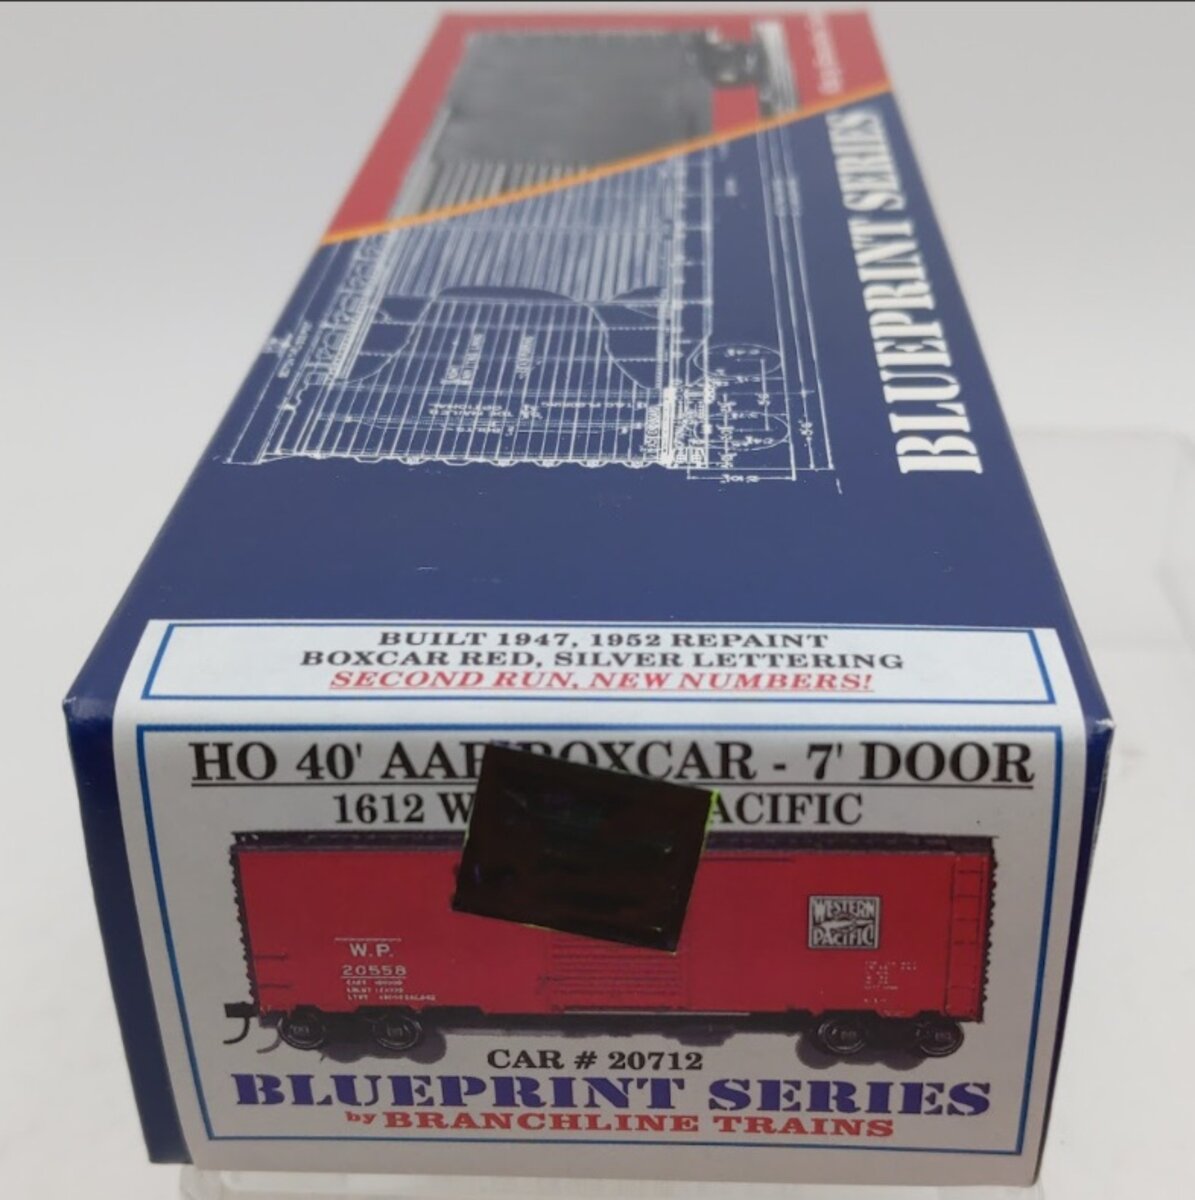 BLUEPRINT SERIES
BUILT 1947, 1952 REPAINT
BOXCAR RED, SILVER LETTERING
SECOND RUN, NEW NUMBERS!
HO 40' AAR BOXCAR - 7' DOOR
1612 W ACIFIC
WESTERN
PACIFIC
W.P.
20558
CAR # 20712
BLUEPRINT SERIES
by BRANCHLINE TRAINS